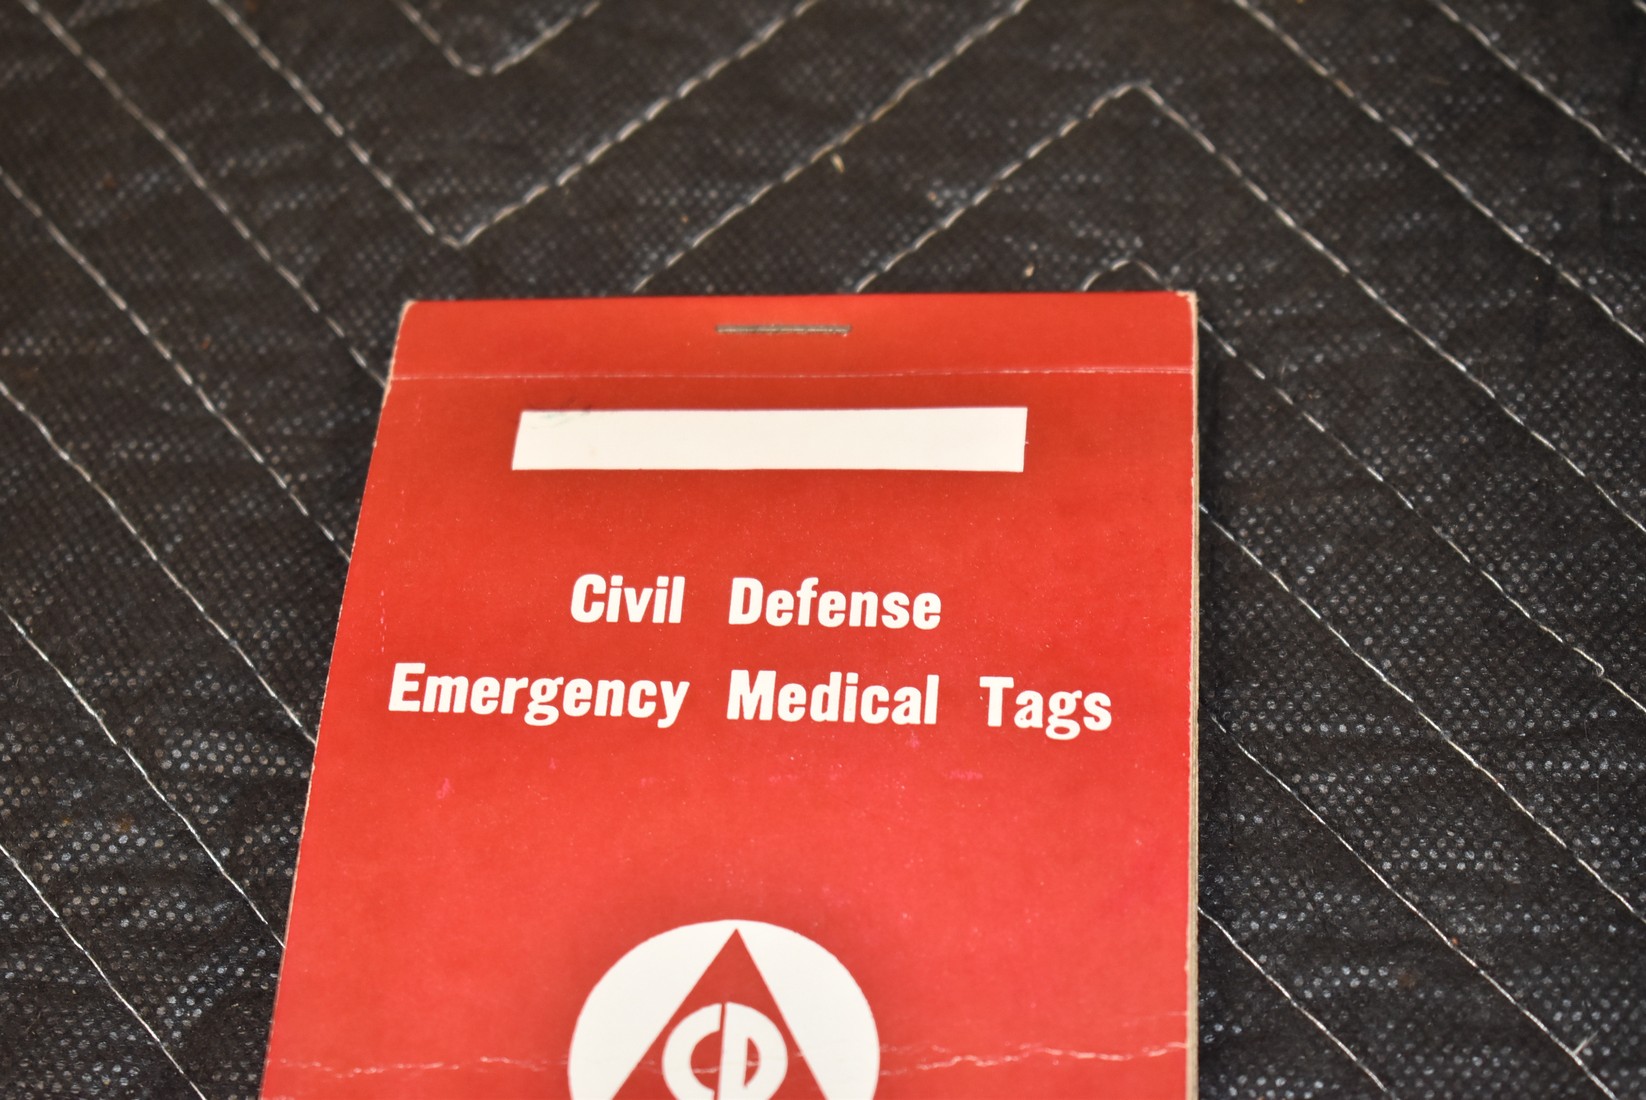 Civil Defense
Emergency Medical Tags
CD